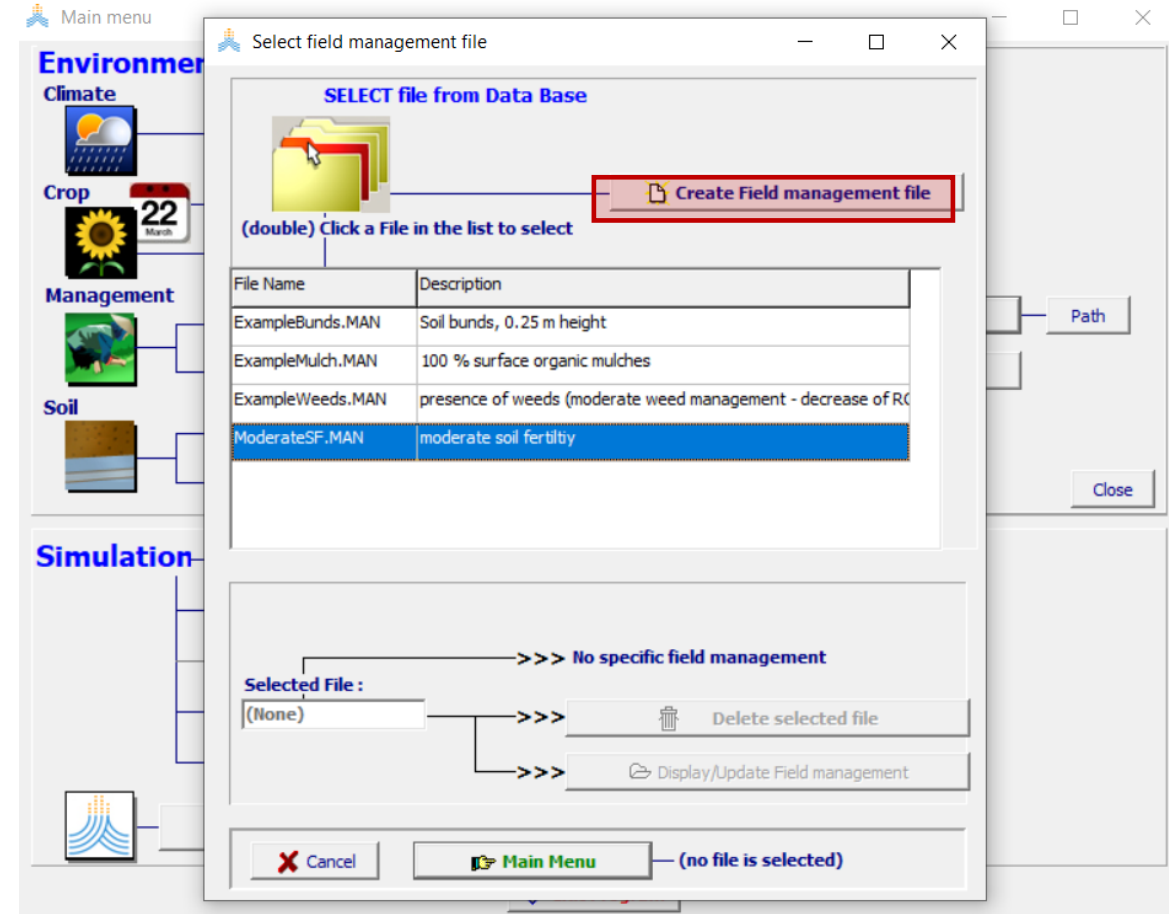 Main menu
Select field management file
Climate
SELECT file from Data Base
Create Field management file
Crop
22
March
(double) Click a File in the list to select
File Name Description
Management
ExampleBunds.MAN Soil bunds, 0.25 m height
Path
ExampleMulch.MAN 100 % surface organic mulches
ExampleWeeds.MAN presence of weeds (moderate weed management - decrease of
Soil
ModerateSF.MAN moderate soil fertiltiy
Close
Simulation
>>> No specific field management
Selected File :
(None)
>>> Delete selected file
>>> Display/Update Field management
Cancel
Main Menu
(no file is selected)